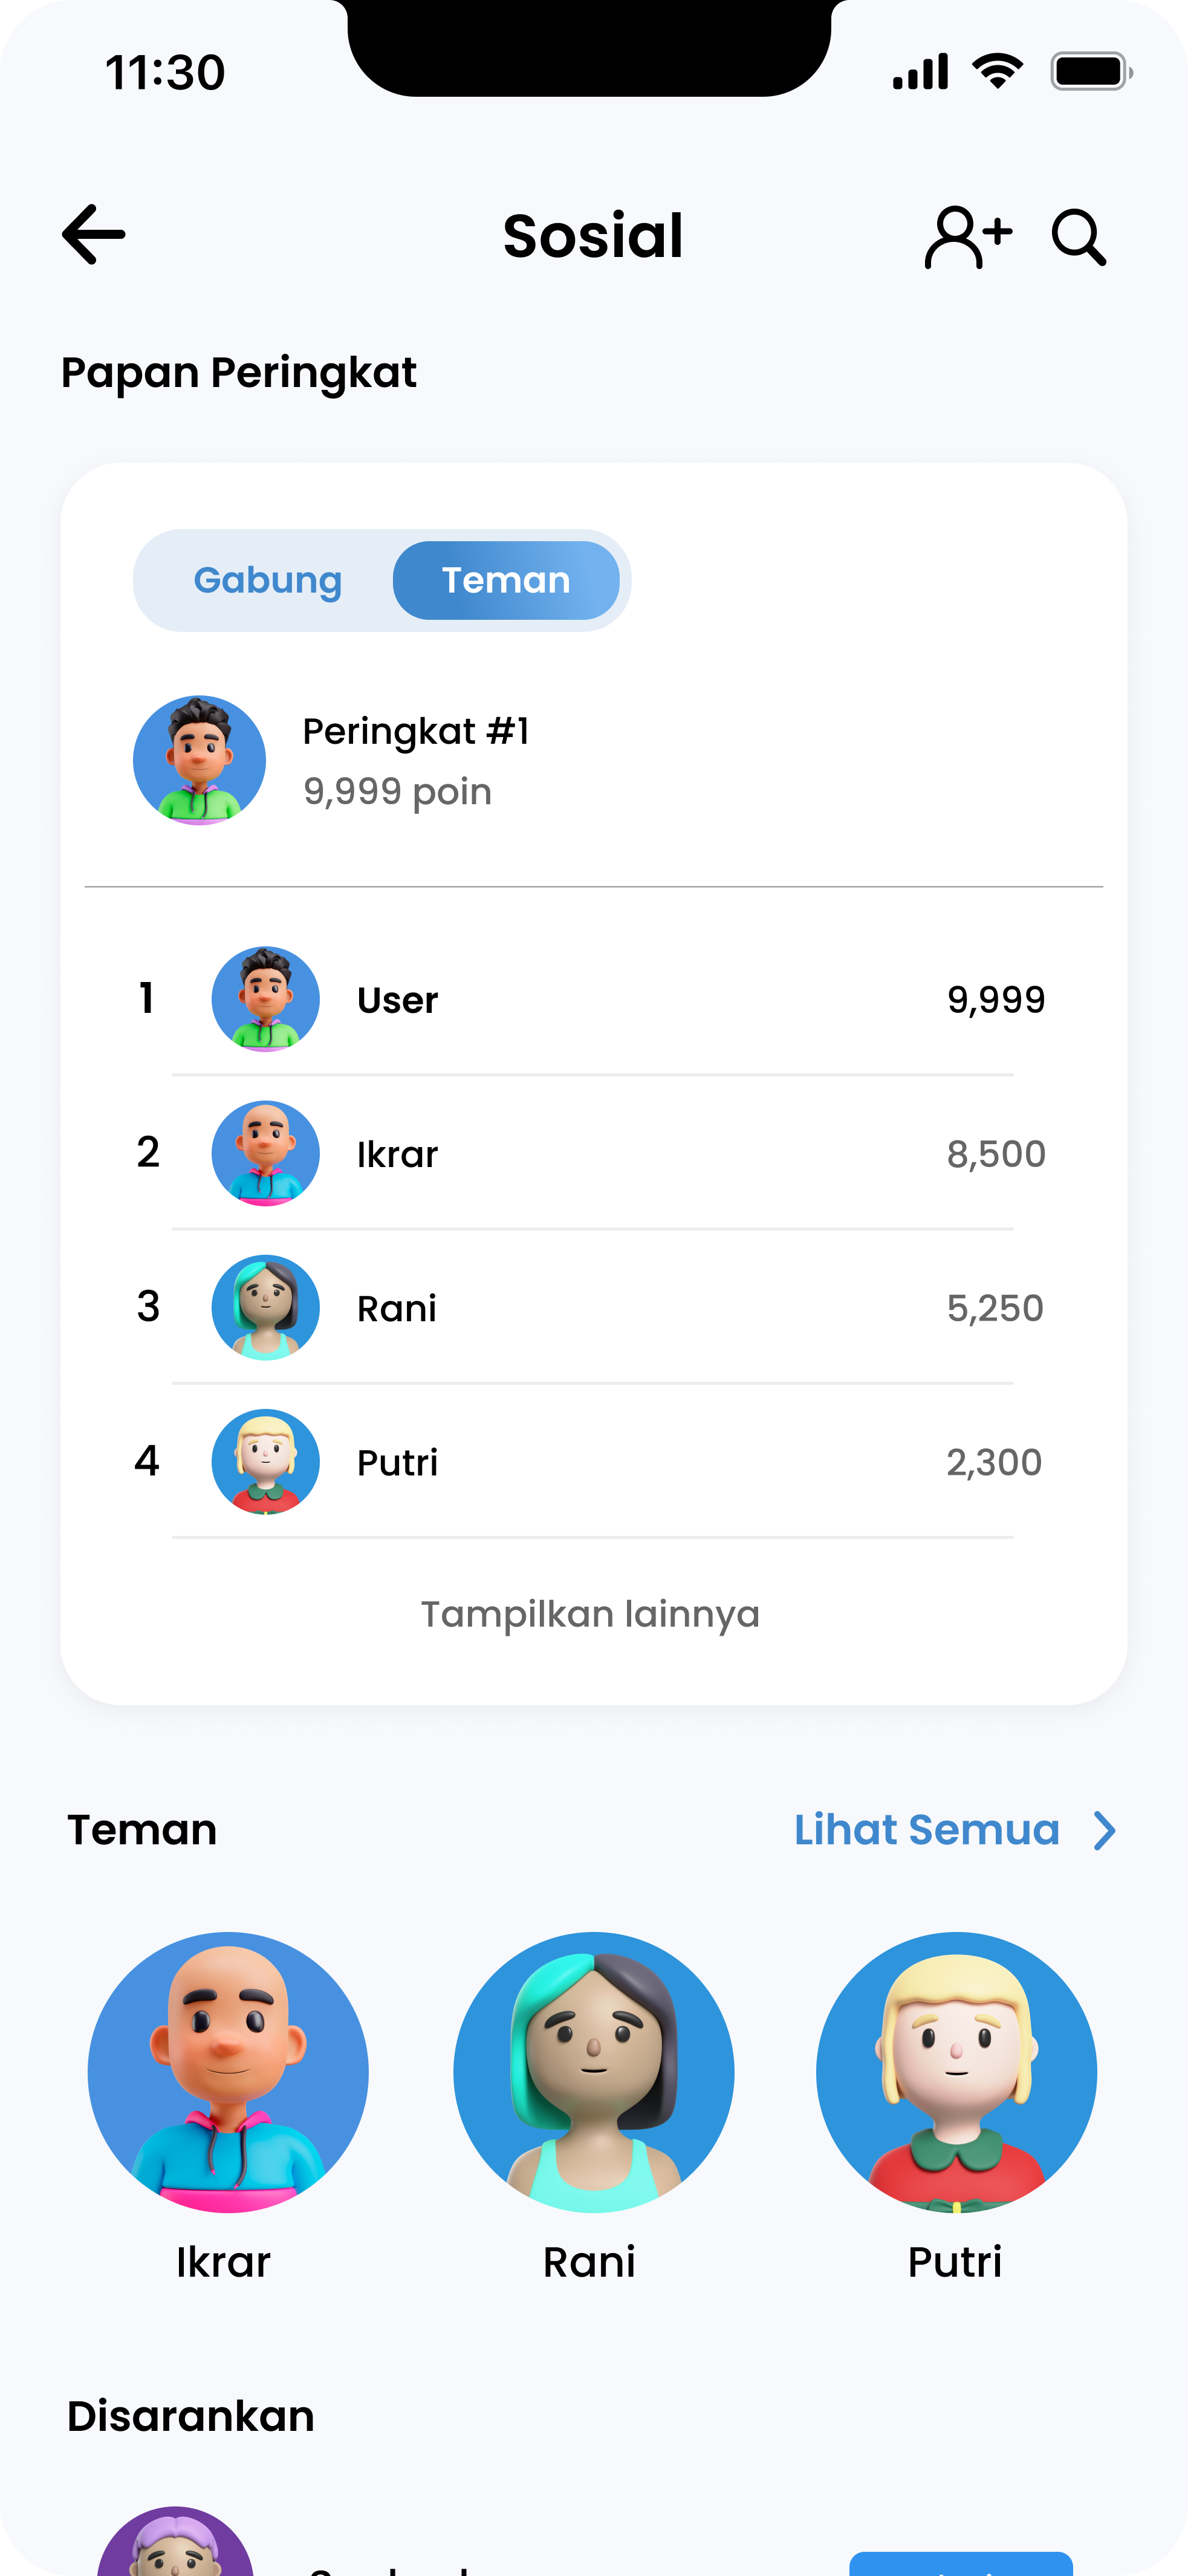 11:30
Sosial
Papan Peringkat
Gabung
Teman
Peringkat #1
9,999 poin
1 User 9,999
2 Ikrar 8,500
3 Rani 5,250
4 Putri 2,300
Tampilkan lainnya
Teman
Lihat Semua
Ikrar
Rani
Putri
Disarankan